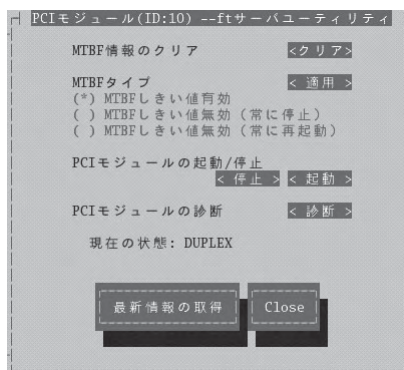 PCIモジュール(ID:10) --ftサーバユーティリティ
MTBF情報のクリア <クリア>
MTBFタイプ < 適用 >
(*) MTBFしきい値有効
( ) MTBFしきい値無効(常に停止)
( ) MTBFしきい値無効(常に再起動)
PCIモジュールの起動/停止
< 停止 > < 起動 >
PCIモジュールの診断 < 診断 >
現在の状態: DUPLEX
最新情報の取得 Close